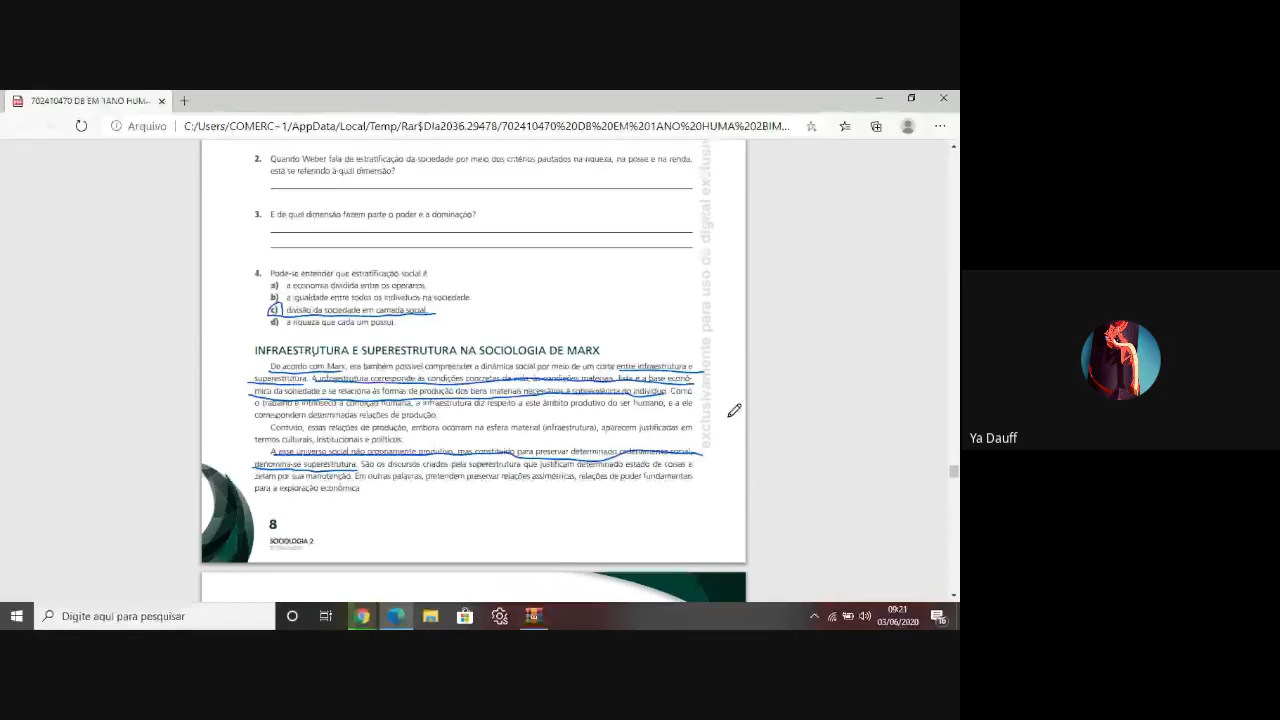 702410470 DB EM 1ANO HUM
Arquivo
C:/Users/COMERC~1/AppData/Local/Temp/Rar$DIa2036.29478/702410470%20DB%20EM%201ANO%20HUMA%202BIM...
2. Quando Weber fala de estratificação da sociedade por meio dos critérios pautados na riqueza, na posse e na renda,
está se referindo à qual dimensão?
3. E de qual dimensão fazem parte o poder e a dominação?
4. Pode-se entender que estratificação social é
a) a economia dividida entre os operários.
b) a igualdade entre todos os indivíduos na sociedade.
c) divisão da sociedade em camada social.
d) a riqueza que cada um possui.
INFRAESTRUTURA E SUPERESTRUTURA NA SOCIOLOGIA DE MARX
De acordo com Marx, era também possível compreender a dinâmica social por meio de um corte entre infraestrutura e
superestrutura. A infraestrutura corresponde às condições concretas da vida, às condições materiais. Esta é a base econô-
mica da sociedade e se relaciona às formas de produção dos bens materiais necessários à sobrevivência do indivíduo. Como
o trabalho é intrínseco à condição humana, a infraestrutura diz respeito a este âmbito produtivo do ser humano, e a ele
correspondem determinadas relações de produção.
Contudo, essas relações de produção, embora ocorram na esfera material (infraestrutura), aparecem justificadas em
termos culturais, institucionais e políticos.
A esse universo social não propriamente produtivo, mas constituído para preservar determinado ordenamento social,
denomina-se superestrutura. São os discursos criados pela superestrutura que justificam determinado estado de coisas e
zelam por sua manutenção. Em outras palavras, pretendem preservar relações assimétricas, relações de poder fundamentais
para a exploração econômica
8
SOCIOLOGIA 2
exclusivamente para uso do digital exclusiv
Ya Dauff
Digite aqui para pesquisar
09:21
03/06/2020